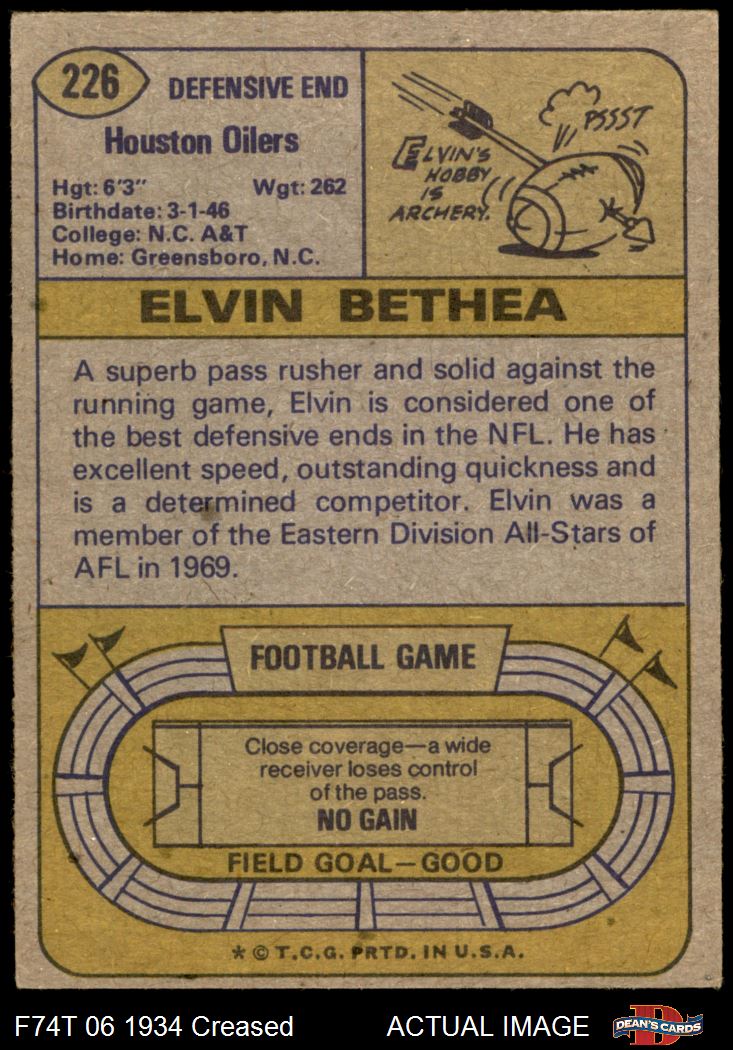 226
DEFENSIVE END
Houston Oilers
Hgt: 6'3" Wgt: 262
Birthdate: 3-1-46
College: N.C. A&T
Home: Greensboro, N.C.
ELVIN'S
HOBBY
IS
ARCHERY.
PSSST
ELVIN BETHEA
A superb pass rusher and solid against the
running game, Elvin is considered one of
the best defensive ends in the NFL. He has
excellent speed, outstanding quickness and
is a determined competitor. Elvin was a
member of the Eastern Division All-Stars of
AFL in 1969.
FOOTBALL GAME
Close coverage—a wide
receiver loses control
of the pass.
NO GAIN
FIELD GOAL—GOOD
* © T.C.G. PRTD. IN U.S.A.
F74T 06 1934 Creased ACTUAL IMAGE
D
DEAN'S CARDS